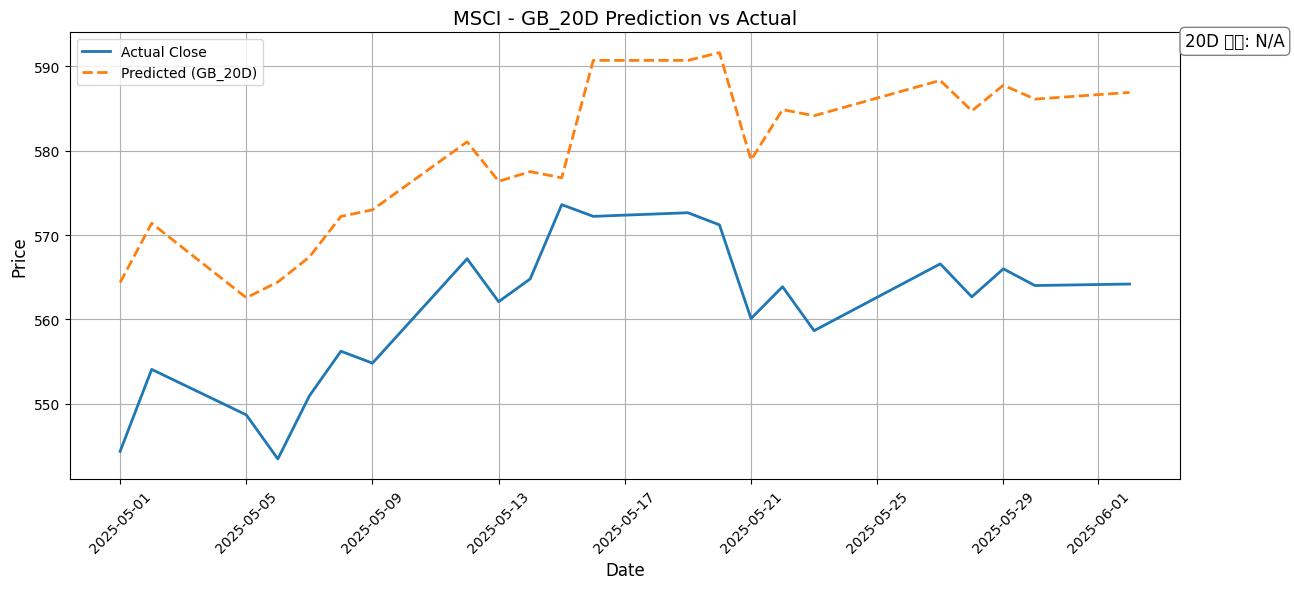 MSCI - GB_20D Prediction vs Actual
20D : N/A
Actual Close
Predicted (GB_20D)
Price
590
580
570
560
550
2025-05-01
2025-05-05
2025-05-09
2025-05-13
2025-05-17
2025-05-21
2025-05-25
2025-05-29
2025-06-01
Date